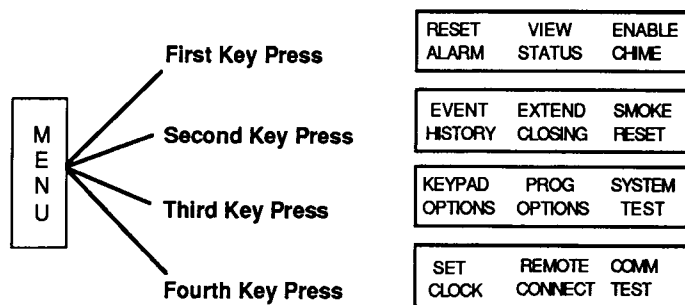 MENU
First Key Press
RESET VIEW ENABLE
ALARM STATUS CHIME
Second Key Press
EVENT EXTEND SMOKE
HISTORY CLOSING RESET
Third Key Press
KEYPAD PROG SYSTEM
OPTIONS OPTIONS TEST
Fourth Key Press
SET REMOTE COMM
CLOCK CONNECT TEST